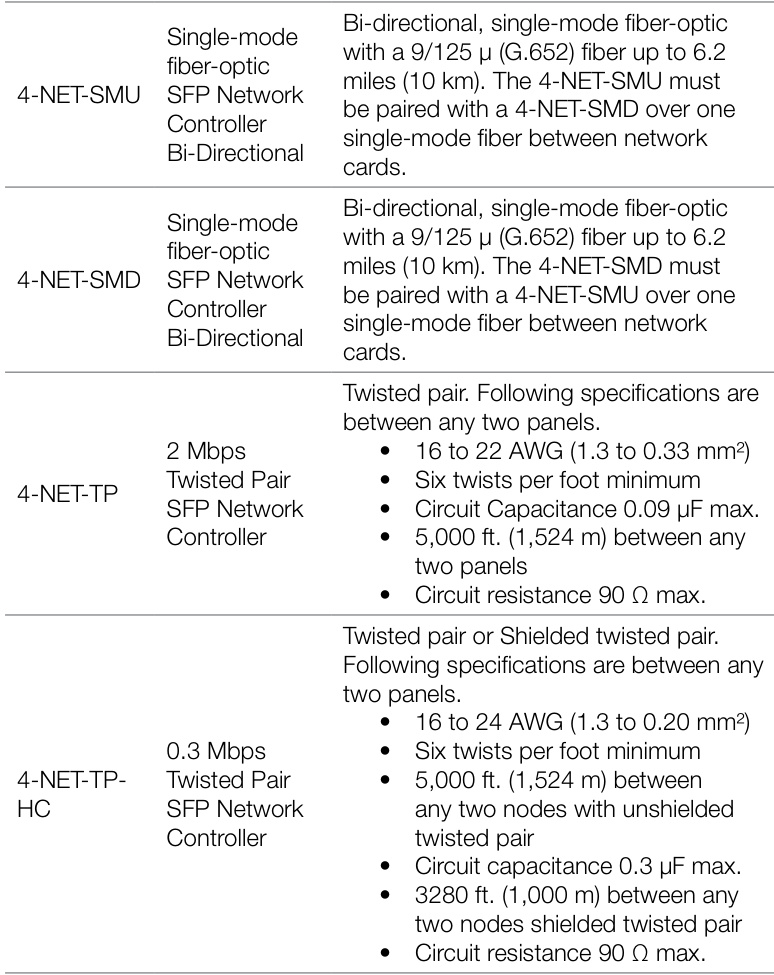 4-NET-SMU
Single-mode
fiber-optic
SFP Network
Controller
Bi-Directional
Bi-directional, single-mode fiber-optic
with a 9/125 µ (G.652) fiber up to 6.2
miles (10 km). The 4-NET-SMU must
be paired with a 4-NET-SMD over one
single-mode fiber between network
cards.
4-NET-SMD
Single-mode
fiber-optic
SFP Network
Controller
Bi-Directional
Bi-directional, single-mode fiber-optic
with a 9/125 µ (G.652) fiber up to 6.2
miles (10 km). The 4-NET-SMD must
be paired with a 4-NET-SMU over one
single-mode fiber between network
cards.
4-NET-TP
2 Mbps
Twisted Pair
SFP Network
Controller
Twisted pair. Following specifications are
between any two panels.
• 16 to 22 AWG (1.3 to 0.33 mm²)
• Six twists per foot minimum
• Circuit Capacitance 0.09 µF max.
• 5,000 ft. (1,524 m) between any
two panels
• Circuit resistance 90 Ω max.
4-NET-TP-
HC
0.3 Mbps
Twisted Pair
SFP Network
Controller
Twisted pair or Shielded twisted pair.
Following specifications are between any
two panels.
• 16 to 24 AWG (1.3 to 0.20 mm²)
• Six twists per foot minimum
• 5,000 ft. (1,524 m) between
any two nodes with unshielded
twisted pair
• Circuit capacitance 0.3 µF max.
• 3280 ft. (1,000 m) between any
two nodes shielded twisted pair
• Circuit resistance 90 Ω max.